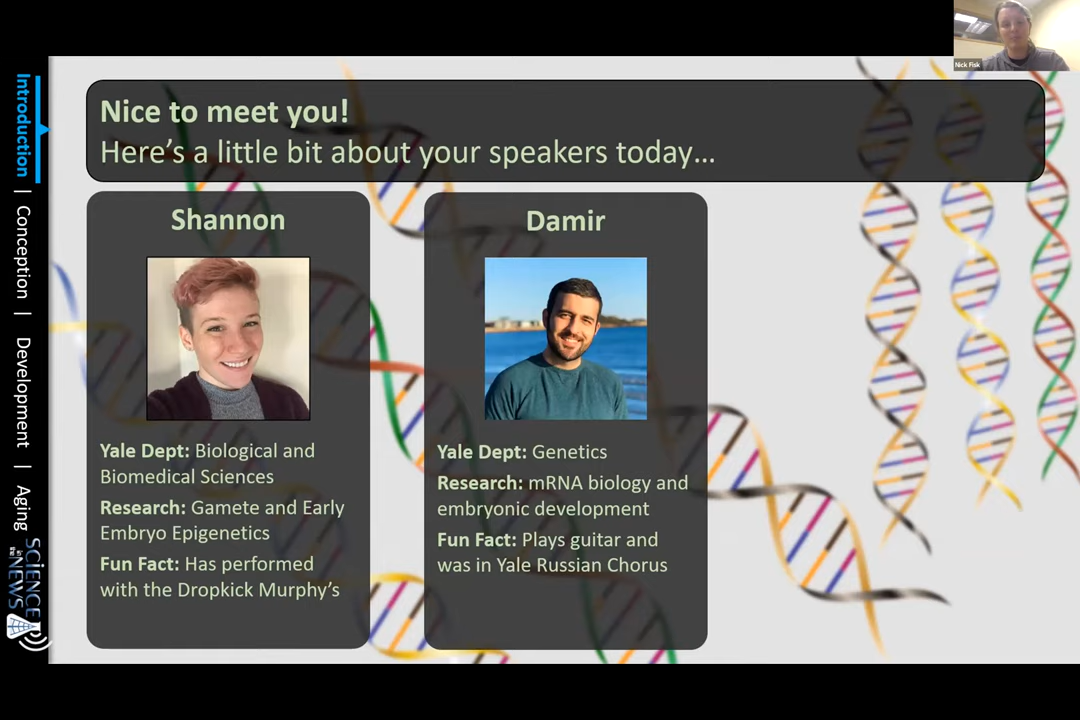 Nick Fisk
Nice to meet you!
Here's a little bit about your speakers today...
Shannon
Yale Dept: Biological and
Biomedical Sciences
Research: Gamete and Early
Embryo Epigenetics
Fun Fact: Has performed
with the Dropkick Murphy's
Damir
Yale Dept: Genetics
Research: mRNA biology and
embryonic development
Fun Fact: Plays guitar and
was in Yale Russian Chorus
Introduction | Conception | Development | Aging
SCIENCE
NEWS